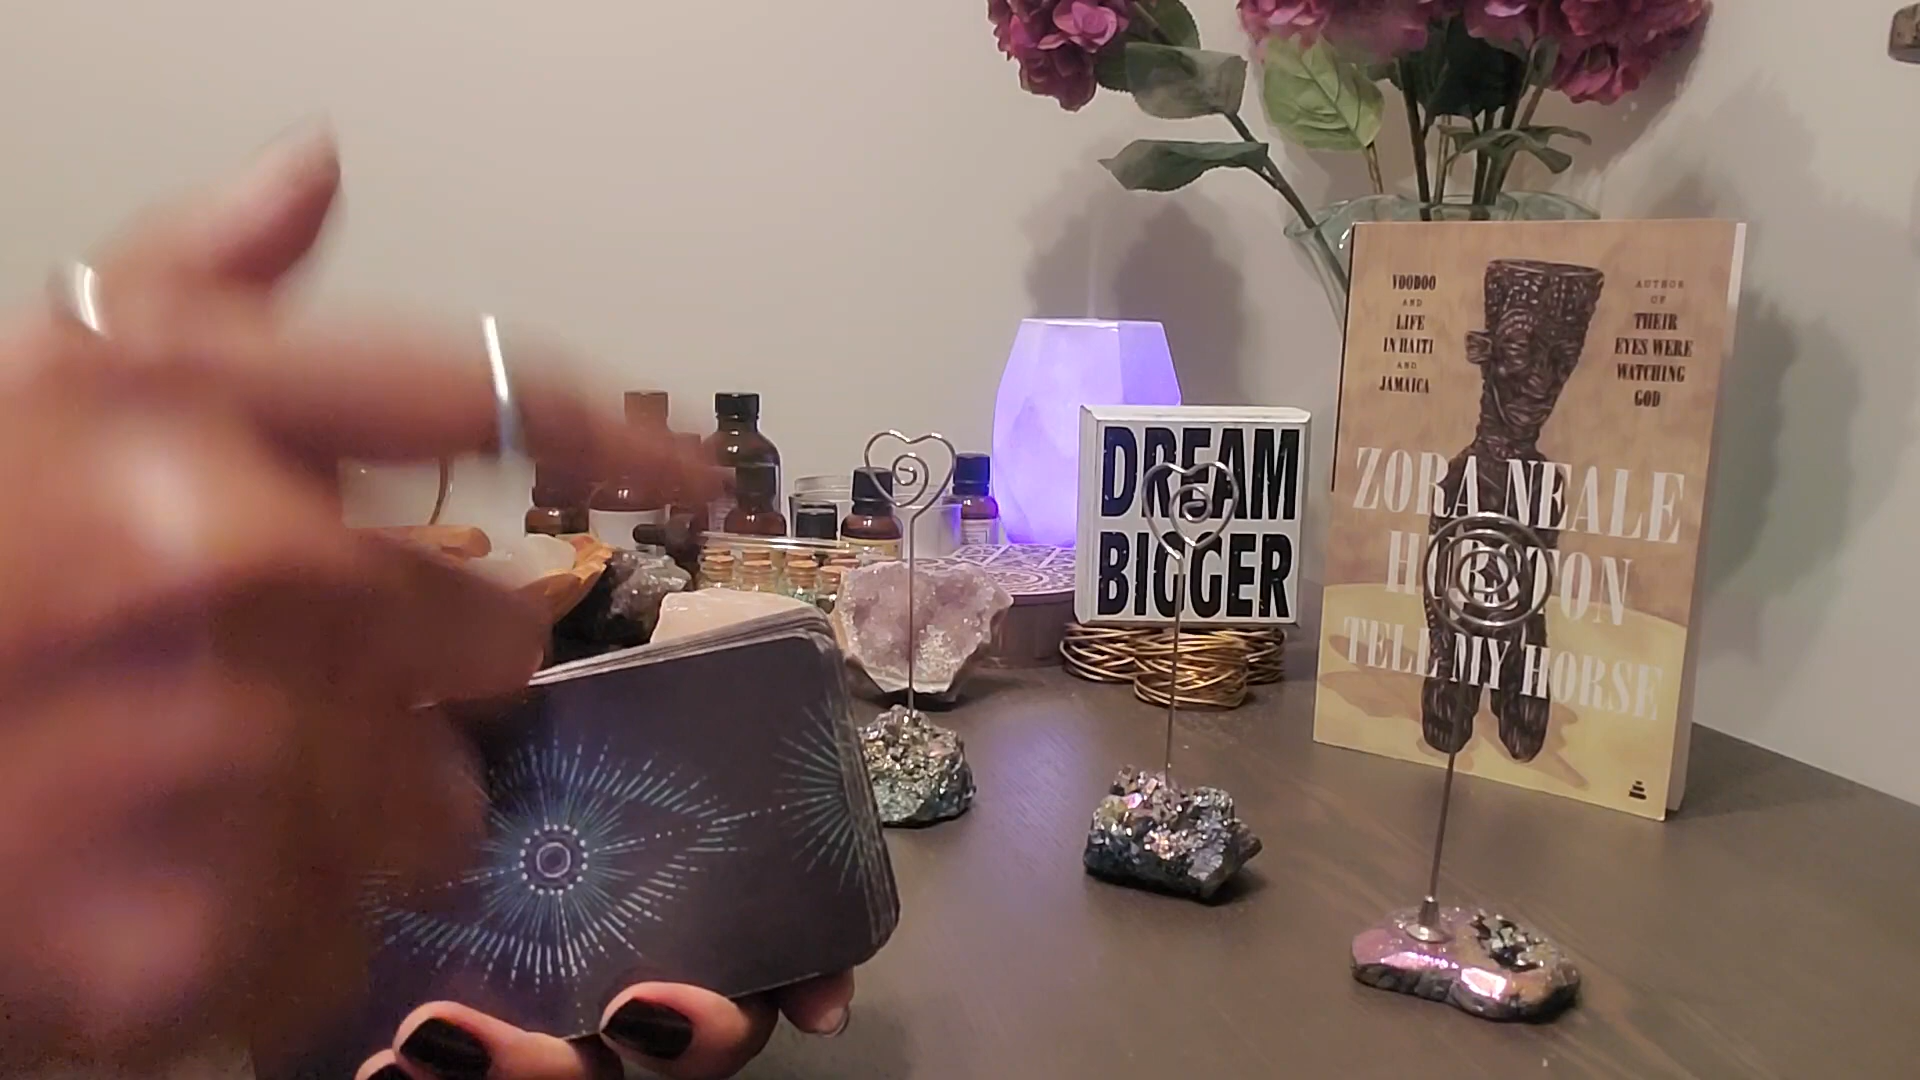 DREAM
BIGGER
VOODOO
AND
LIFE
IN HAITI
AND
JAMAICA
AUTHOR
OF
THEIR
EYES WERE
WATCHING
GOD
ZORA NEALE
HURSTON
TELL MY HORSE